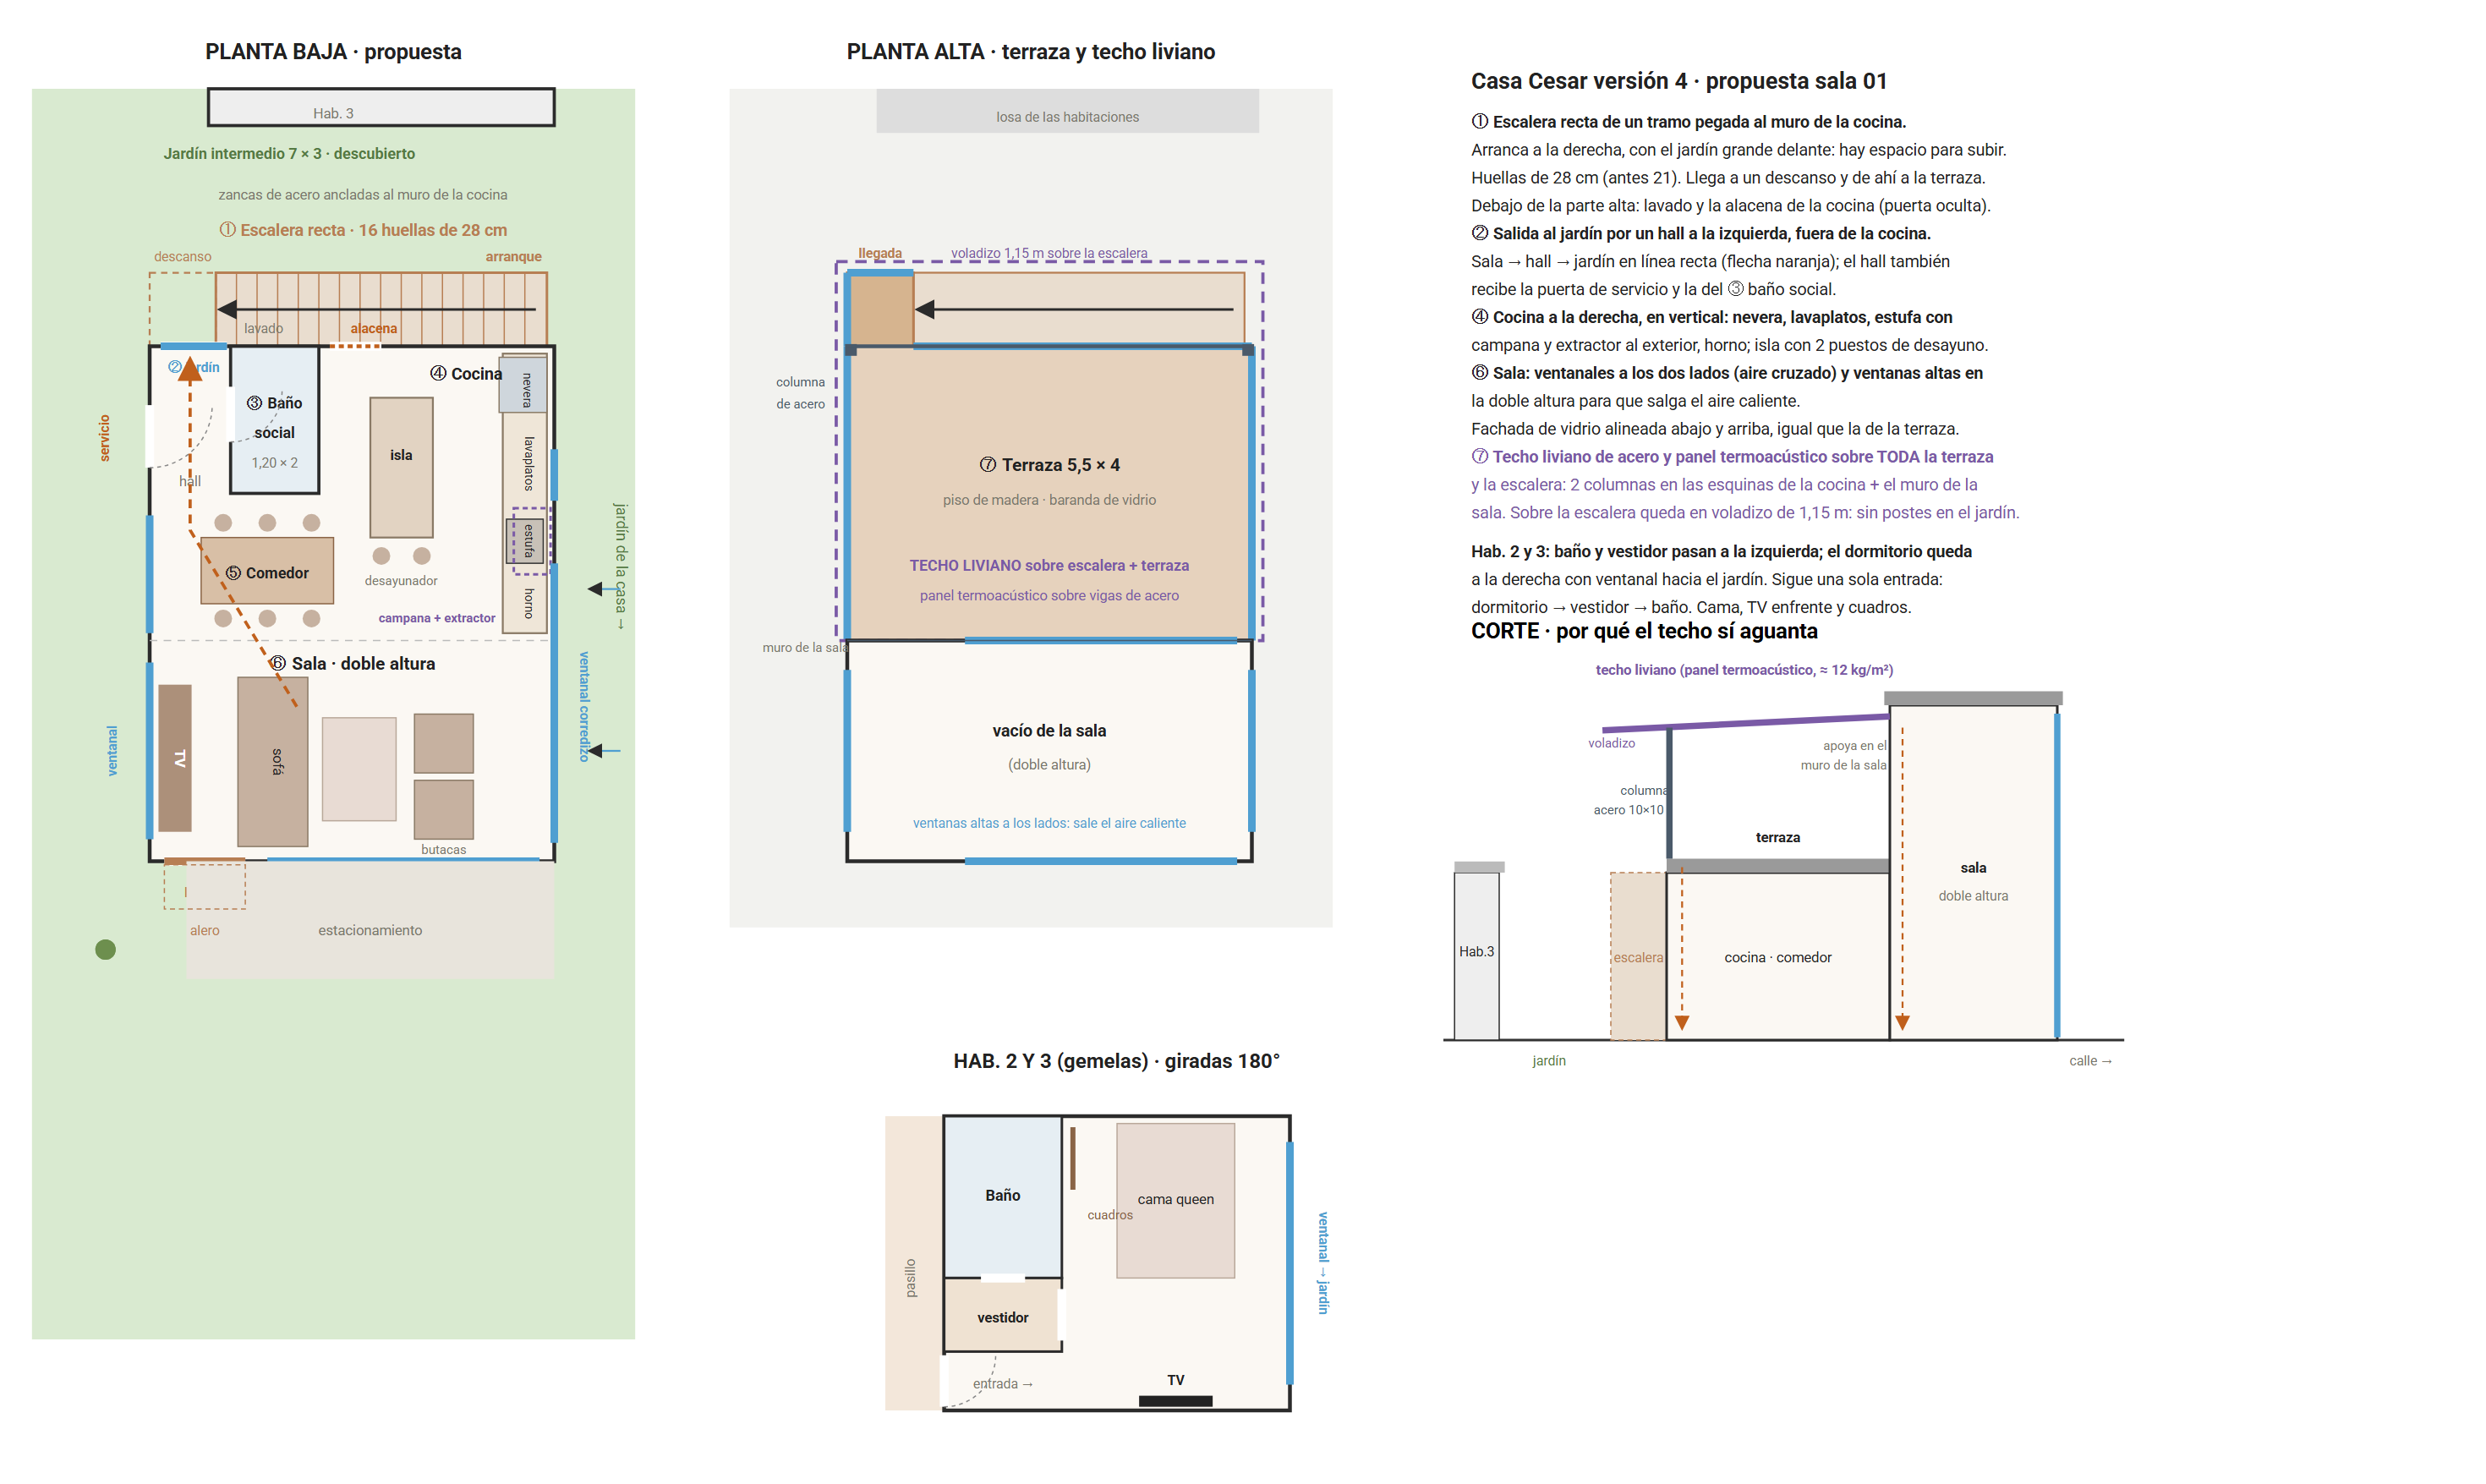 PLANTA BAJA · propuesta
Hab. 3
Jardín intermedio 7 × 3 · descubierto
zancas de acero ancladas al muro de la cocina
① Escalera recta · 16 huellas de 28 cm
descanso
arranque
lavado
alacena
②
rdín
③ Baño
social
1,20 × 2
④ Cocina
nevera
lavaplatos
estufa
horno
isla
servicio
hall
⑤ Comedor
desayunador
campana + extractor
jardín de la casa →
⑥ Sala · doble altura
ventanal
TV
sofá
ventanal corredizo
butacas
alero
estacionamiento
PLANTA ALTA · terraza y techo liviano
losa de las habitaciones
llegada
voladizo 1,15 m sobre la escalera
columna
de acero
⑦ Terraza 5,5 × 4
piso de madera · baranda de vidrio
TECHO LIVIANO sobre escalera + terraza
panel termoacústico sobre vigas de acero
muro de la sala
vacío de la sala
(doble altura)
ventanas altas a los lados: sale el aire caliente
HAB. 2 Y 3 (gemelas) · giradas 180°
pasillo
Baño
cuadros
cama queen
vestidor
entrada →
TV
ventanal → jardín
Casa Cesar versión 4 · propuesta sala 01
① Escalera recta de un tramo pegada al muro de la cocina.
Arranca a la derecha, con el jardín grande delante: hay espacio para subir.
Huellas de 28 cm (antes 21). Llega a un descanso y de ahí a la terraza.
Debajo de la parte alta: lavado y la alacena de la cocina (puerta oculta).
② Salida al jardín por un hall a la izquierda, fuera de la cocina.
Sala → hall → jardín en línea recta (flecha naranja); el hall también
recibe la puerta de servicio y la del ③ baño social.
④ Cocina a la derecha, en vertical: nevera, lavaplatos, estufa con
campana y extractor al exterior, horno; isla con 2 puestos de desayuno.
⑥ Sala: ventanales a los dos lados (aire cruzado) y ventanas altas en
la doble altura para que salga el aire caliente.
Fachada de vidrio alineada abajo y arriba, igual que la de la terraza.
⑦ Techo liviano de acero y panel termoacústico sobre TODA la terraza
y la escalera: 2 columnas en las esquinas de la cocina + el muro de la
sala. Sobre la escalera queda en voladizo de 1,15 m: sin postes en el jardín.
Hab. 2 y 3: baño y vestidor pasan a la izquierda; el dormitorio queda
a la derecha con ventanal hacia el jardín. Sigue una sola entrada:
dormitorio → vestidor → baño. Cama, TV enfrente y cuadros.
CORTE · por qué el techo sí aguanta
techo liviano (panel termoacústico, ≈ 12 kg/m²)
voladizo
apoya en el
muro de la sala
columna
acero 10×10
terraza
sala
doble altura
Hab.3
escalera
cocina · comedor
jardín
calle →